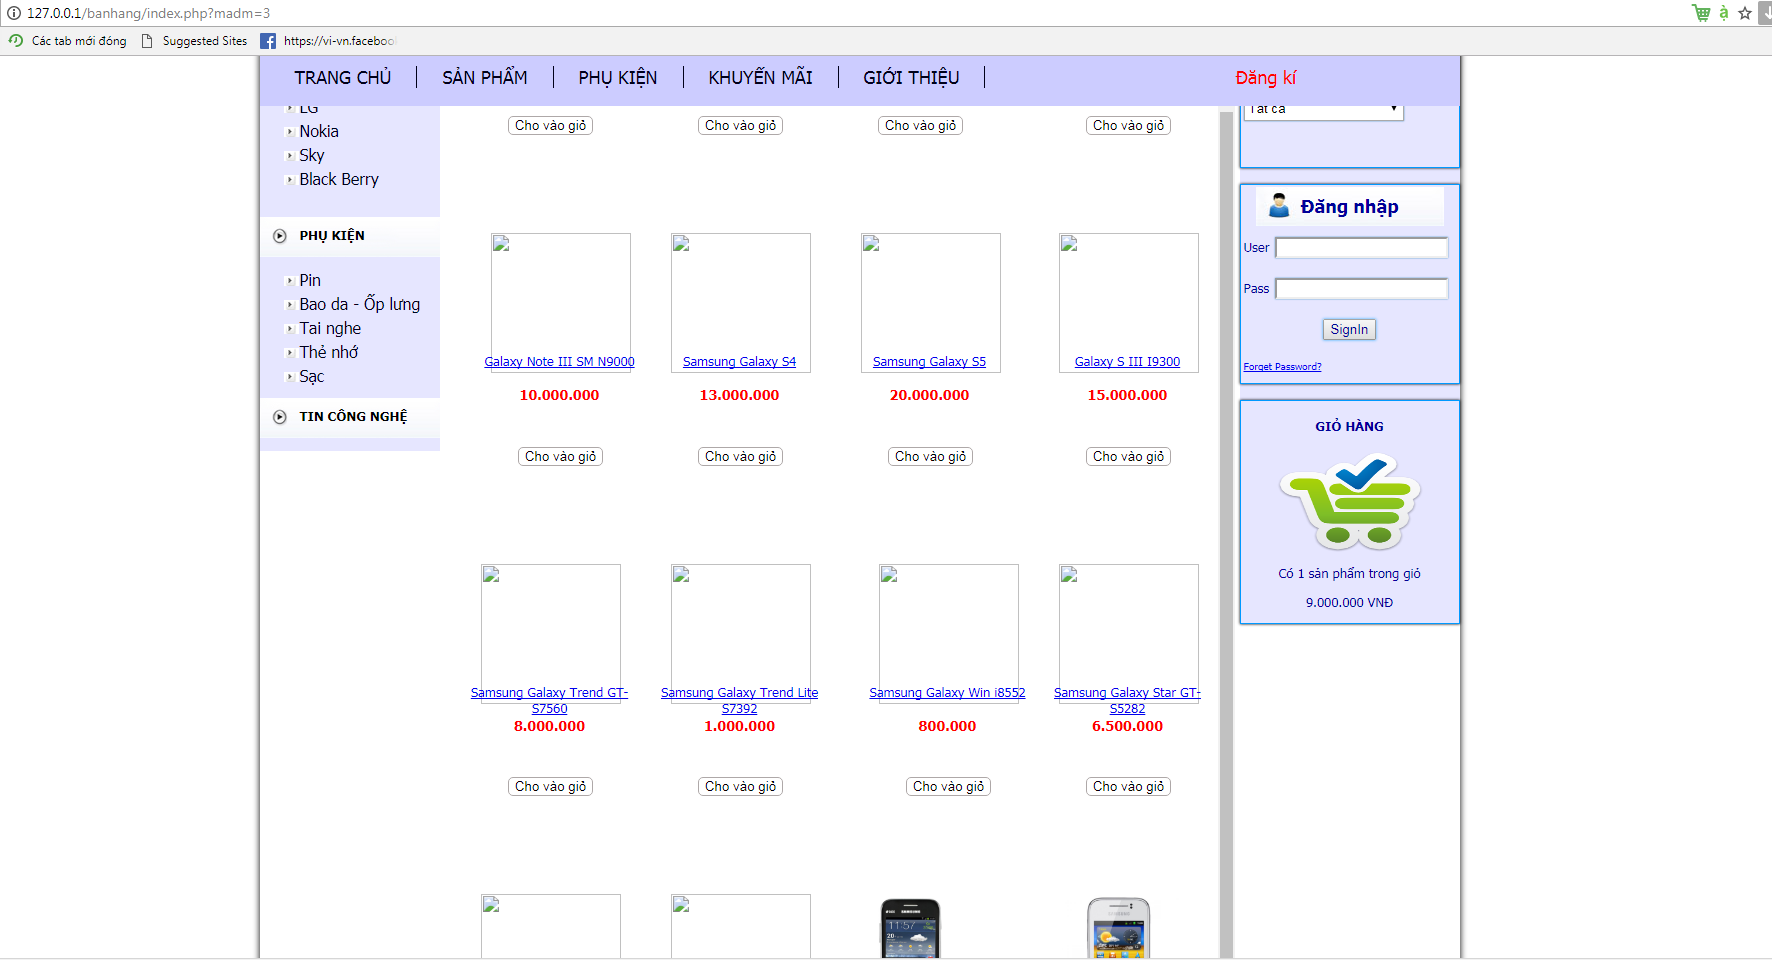 127.0.0.1/banhang/index.php?madm=3
Các tab mới đóng Suggested Sites https://vi-vn.faceboo
TRANG CHỦ SẢN PHẨM PHỤ KIỆN KHUYẾN MÃI GIỚI THIỆU Đăng kí
LG
Nokia
Sky
Black Berry
PHỤ KIỆN
Pin
Bao da - Ốp lưng
Tai nghe
Thẻ nhớ
Sạc
TIN CÔNG NGHỆ
Cho vào giỏ Cho vào giỏ Cho vào giỏ Cho vào giỏ
Galaxy Note III SM N9000 Samsung Galaxy S4 Samsung Galaxy S5 Galaxy S III I9300
10.000.000 13.000.000 20.000.000 15.000.000
Cho vào giỏ Cho vào giỏ Cho vào giỏ Cho vào giỏ
Samsung Galaxy Trend GT- Samsung Galaxy Trend Lite Samsung Galaxy Win i8552 Samsung Galaxy Star GT-
S7560 S7392 S5282
8.000.000 1.000.000 800.000 6.500.000
Cho vào giỏ Cho vào giỏ Cho vào giỏ Cho vào giỏ
Tất cả
Đăng nhập
User
Pass
SignIn
Forget Password?
GIỎ HÀNG
Có 1 sản phẩm trong giỏ
9.000.000 VNĐ